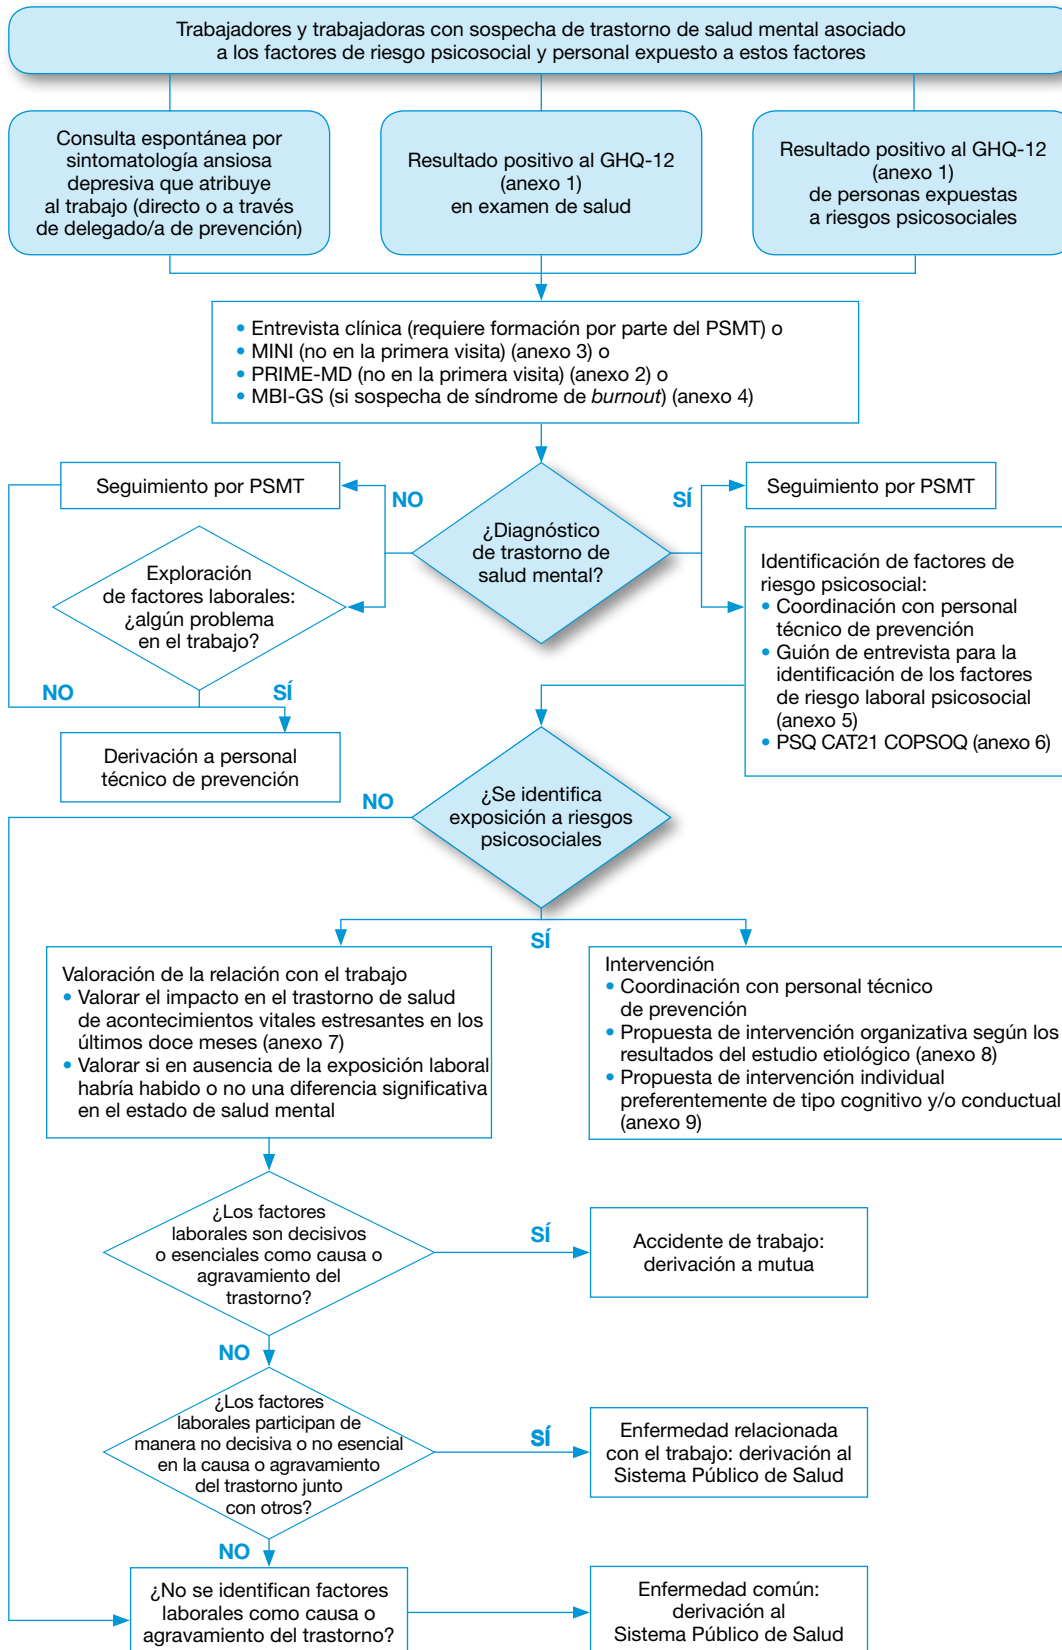 Trabajadores y trabajadoras con sospecha de trastorno de salud mental asociado
a los factores de riesgo psicosocial y personal expuesto a estos factores
Consulta espontánea por
sintomatología ansiosa
depresiva que atribuye
al trabajo (directo o a través
de delegado/a de prevención)
Resultado positivo al GHQ-12
(anexo 1)
en examen de salud
Resultado positivo al GHQ-12
(anexo 1)
de personas expuestas
a riesgos psicosociales
• Entrevista clínica (requiere formación por parte del PSMT) o
• MINI (no en la primera visita) (anexo 3) o
• PRIME-MD (no en la primera visita) (anexo 2) o
• MBI-GS (si sospecha de síndrome de burnout) (anexo 4)
Seguimiento por PSMT
NO
¿Diagnóstico
de trastorno de
salud mental?
SÍ
Seguimiento por PSMT
Exploración
de factores laborales:
¿algún problema
en el trabajo?
NO
SÍ
Derivación a personal
técnico de prevención
Identificación de factores de
riesgo psicosocial:
• Coordinación con personal
técnico de prevención
• Guión de entrevista para la
identificación de los factores
de riesgo laboral psicosocial
(anexo 5)
• PSQ CAT21 COPSOQ (anexo 6)
NO
¿Se identifica
exposición a riesgos
psicosociales
SÍ
Valoración de la relación con el trabajo
• Valorar el impacto en el trastorno de salud
de acontecimientos vitales estresantes en los
últimos doce meses (anexo 7)
• Valorar si en ausencia de la exposición laboral
habría habido o no una diferencia significativa
en el estado de salud mental
Intervención
• Coordinación con personal técnico
de prevención
• Propuesta de intervención organizativa según los
resultados del estudio etiológico (anexo 8)
• Propuesta de intervención individual
preferentemente de tipo cognitivo y/o conductual
(anexo 9)
¿Los factores
laborales son decisivos
o esenciales como causa o
agravamiento del
trastorno?
SÍ
Accidente de trabajo:
derivación a mutua
NO
¿Los factores
laborales participan de
manera no decisiva o no esencial
en la causa o agravamiento
del trastorno junto
con otros?
SÍ
Enfermedad relacionada
con el trabajo: derivación al
Sistema Público de Salud
NO
¿No se identifican factores
laborales como causa o
agravamiento del trastorno?
Enfermedad común:
derivación al
Sistema Público de Salud